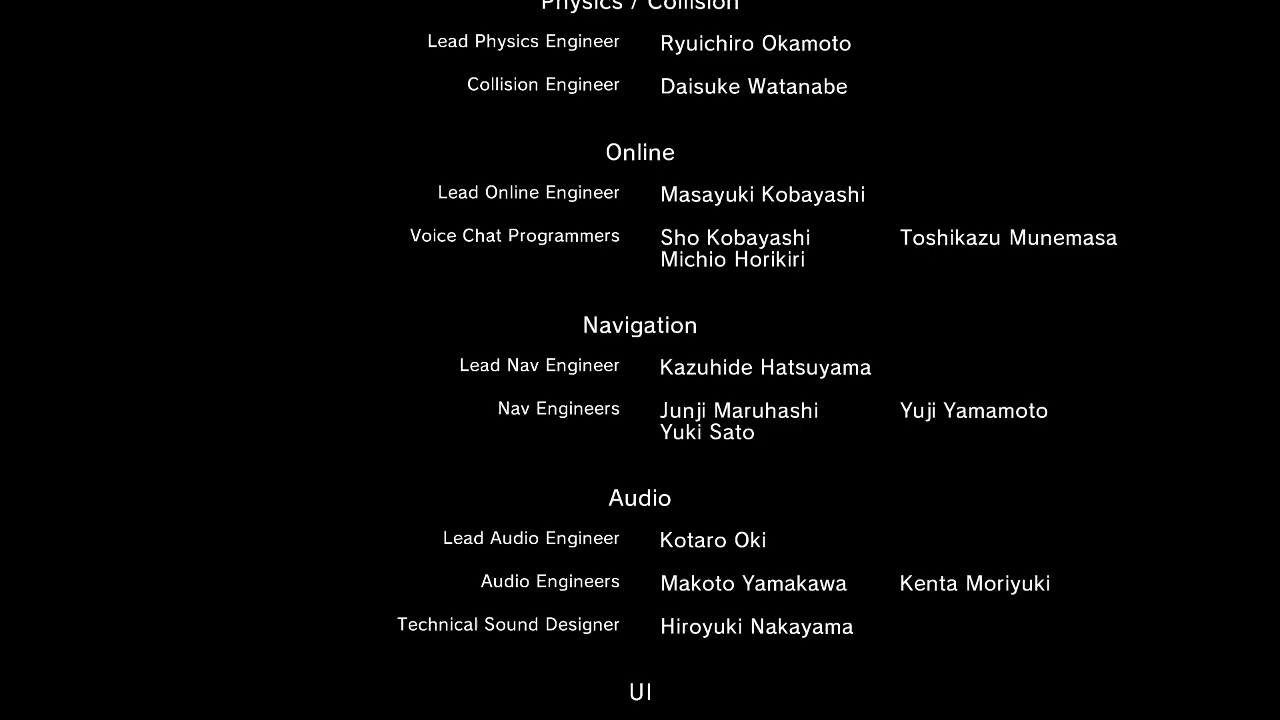 Physics / Collision
Lead Physics Engineer Ryuichiro Okamoto
Collision Engineer Daisuke Watanabe
Online
Lead Online Engineer Masayuki Kobayashi
Voice Chat Programmers Sho Kobayashi Toshikazu Munemasa
Michio Horikiri
Navigation
Lead Nav Engineer Kazuhide Hatsuyama
Nav Engineers Junji Maruhashi Yuji Yamamoto
Yuki Sato
Audio
Lead Audio Engineer Kotaro Oki
Audio Engineers Makoto Yamakawa Kenta Moriyuki
Technical Sound Designer Hiroyuki Nakayama
UI